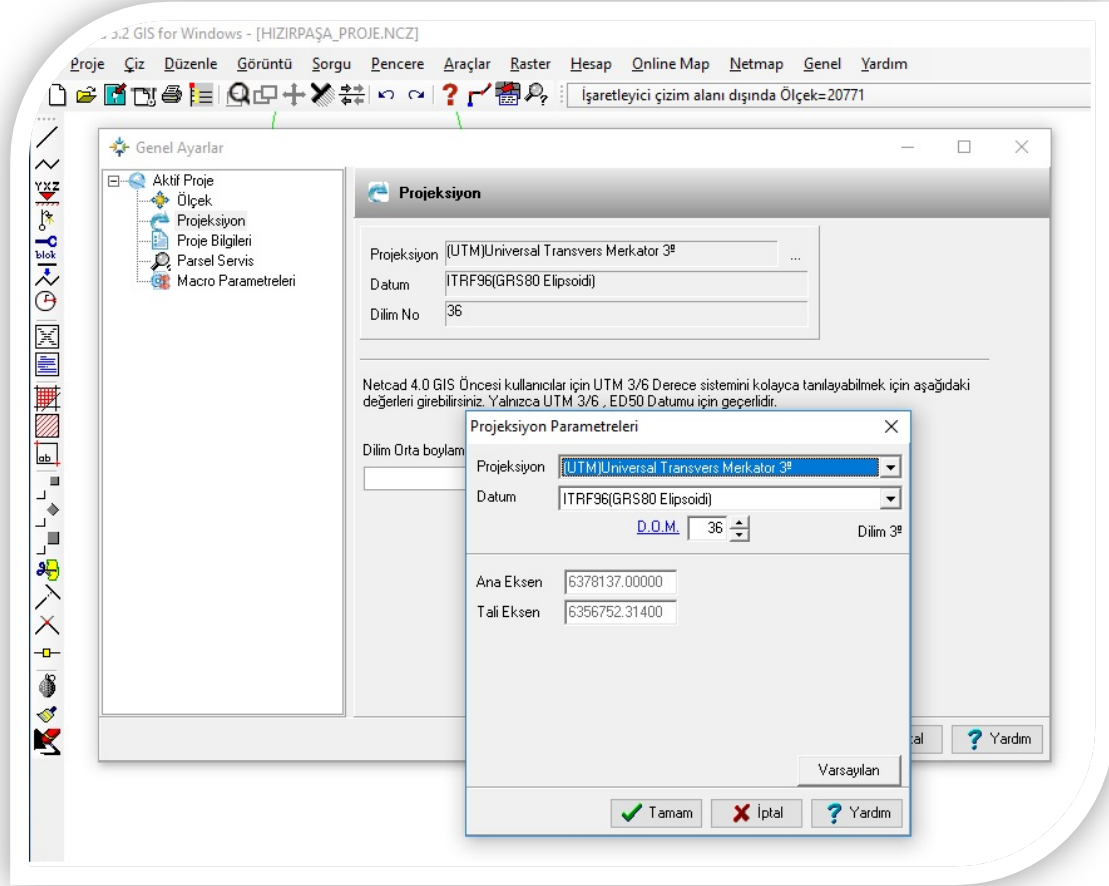 5.2 GIS for Windows - [HIZIRPAŞA_PROJE.NCZ]
Proje Çiz Düzenle Görüntü Sorgu Pencere Araçlar Raster Hesap Online Map Netmap Genel Yardım
İşaretleyici çizim alanı dışında Ölçek=20771
YXZ
blok
ab
Genel Ayarlar
Aktif Proje
Ölçek
Projeksiyon
Proje Bilgileri
Parsel Servis
Macro Parametreleri
Projeksiyon
Projeksiyon (UTM)Universal Transvers Merkator 3º ...
Datum ITRF96(GRS80 Elipsoidi)
Dilim No 36
Netcad 4.0 GIS Öncesi kullanıcılar için UTM 3/6 Derece sistemini kolayca tanılayabilmek için aşağıdaki
değerleri girebilirsiniz. Yalnızca UTM 3/6 , ED50 Datumu için geçerlidir.
Dilim Orta boylam
Yardım
Projeksiyon Parametreleri
Projeksiyon (UTM)Universal Transvers Merkator 3º
Datum ITRF96(GRS80 Elipsoidi)
D.O.M. 36 Dilim 3º
Ana Eksen 6378137.00000
Tali Eksen 6356752.31400
Varsayılan
Tamam İptal Yardım